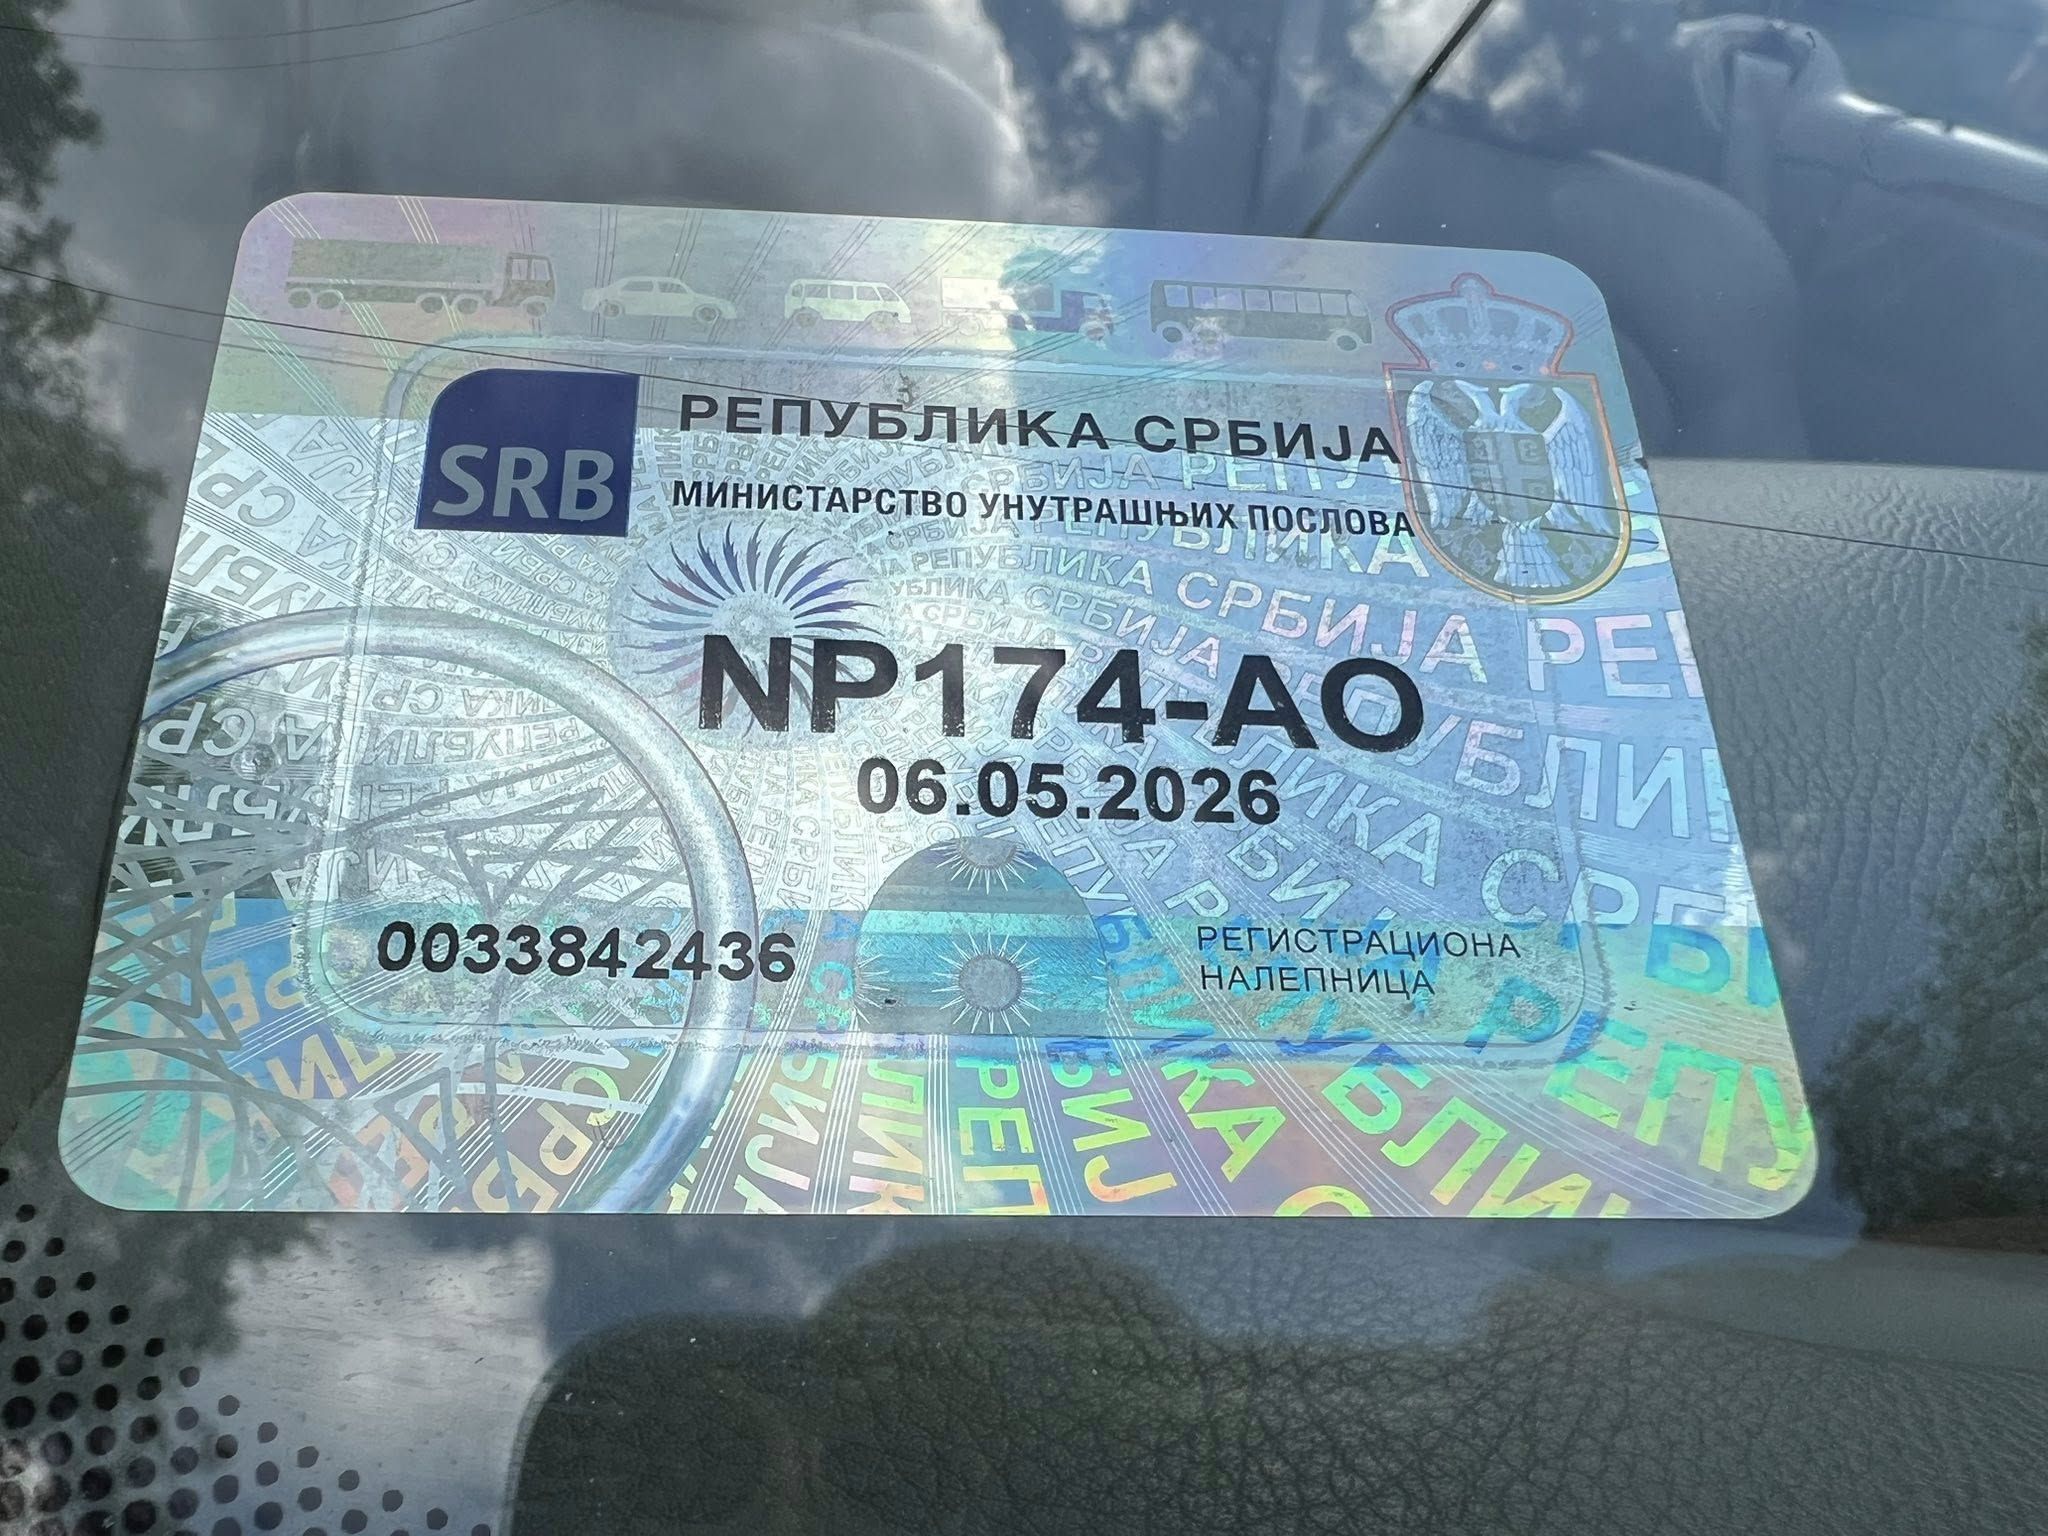 SRB
РЕПУБЛИКА СРБИЈА
МИНИСТАРСТВО УНУТРАШЊИХ ПОСЛОВА
NP174-AO
06.05.2026
0033842436
РЕГИСТРАЦИОНА
НАЛЕПНИЦА